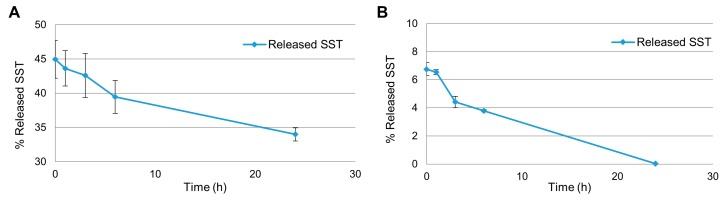 A
50
45
40
35
30
% Released SST
Released SST
0
10
20
30
Time (h)
B
10
8
6
4
2
0
% Released SST
Released SST
0
10
20
30
Time (h)